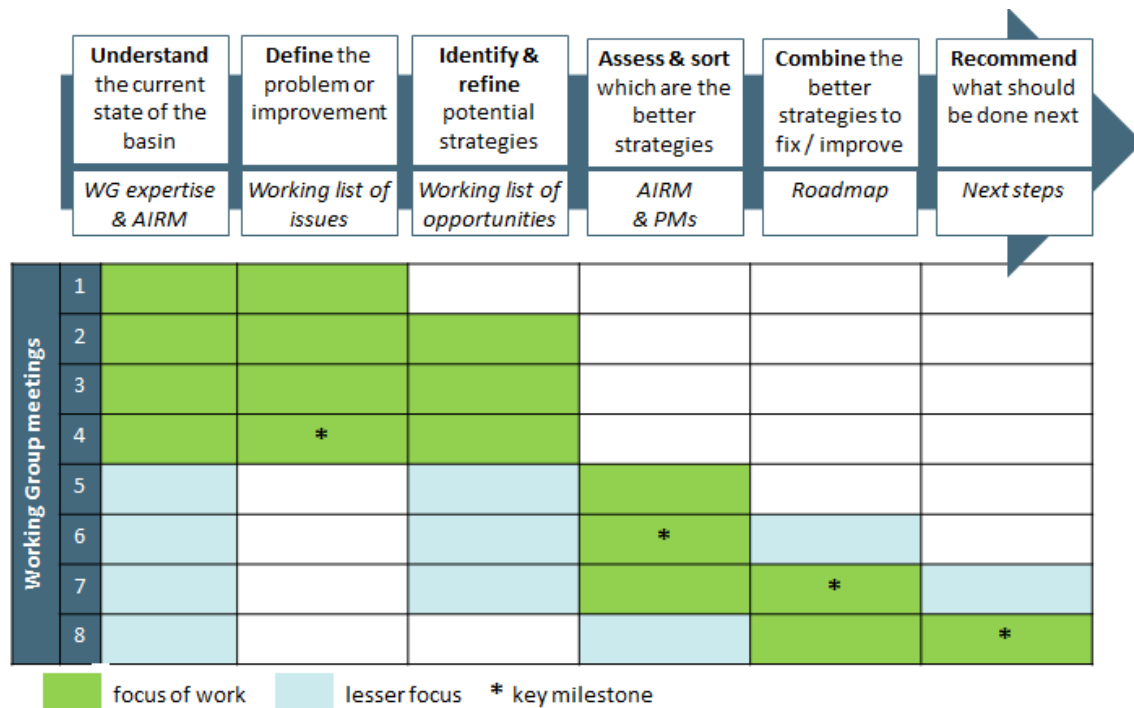 Understand
the current
state of the
basin
WG expertise
& AIRM
Define the
problem or
improvement
Working list of
issues
Identify &
refine
potential
strategies
Working list of
opportunities
Assess & sort
which are the
better
strategies
AIRM
& PMs
Combine the
better
strategies to
fix / improve
Roadmap
Recommend
what should
be done next
Next steps
Working Group meetings
1
2
3
4 *
5
6 *
7 *
8 *
focus of work
lesser focus
* key milestone